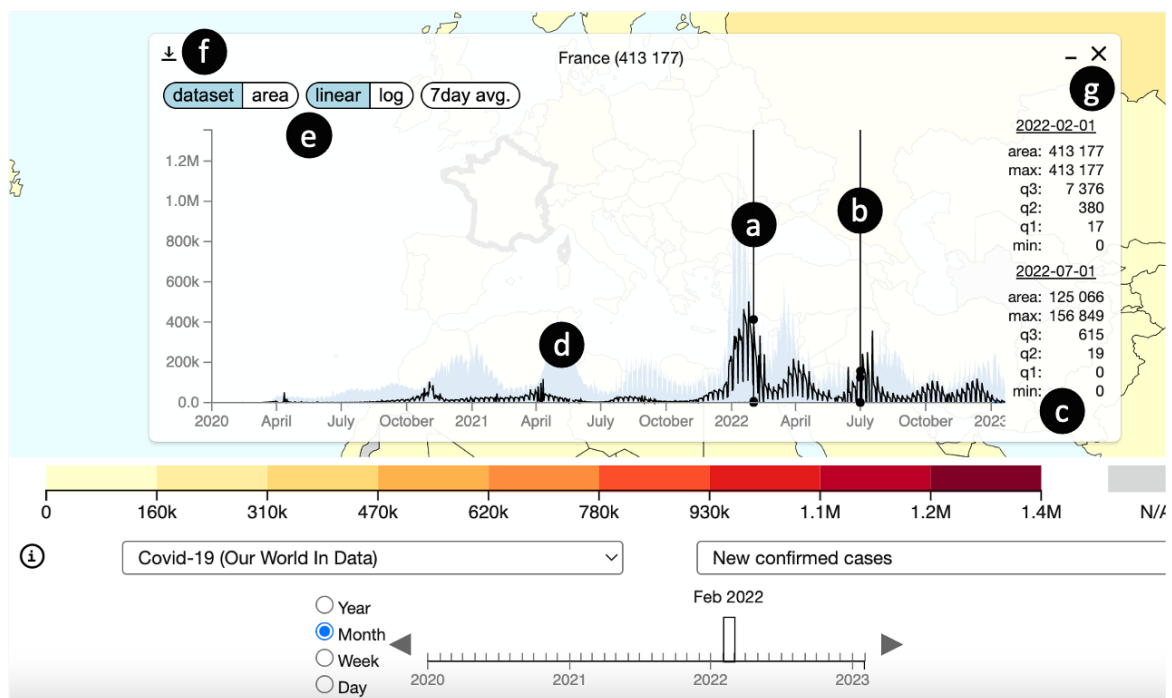 f
France (413 177)
g
dataset area linear log 7day avg.
e
2022-02-01
area: 413 177
max: 413 177
q3: 7 376
q2: 380
q1: 17
min: 0
2022-07-01
area: 125 066
max: 156 849
q3: 615
q2: 19
q1: 0
min: 0
1.2M
1.0M
800k
600k
400k
200k
0.0
a
b
d
c
2020 April July October 2021 April July October 2022 April July October 2023
0 160k 310k 470k 620k 780k 930k 1.1M 1.2M 1.4M N/A
i
Covid-19 (Our World In Data)
New confirmed cases
Feb 2022
Year
Month
Week
Day
2020 2021 2022 2023